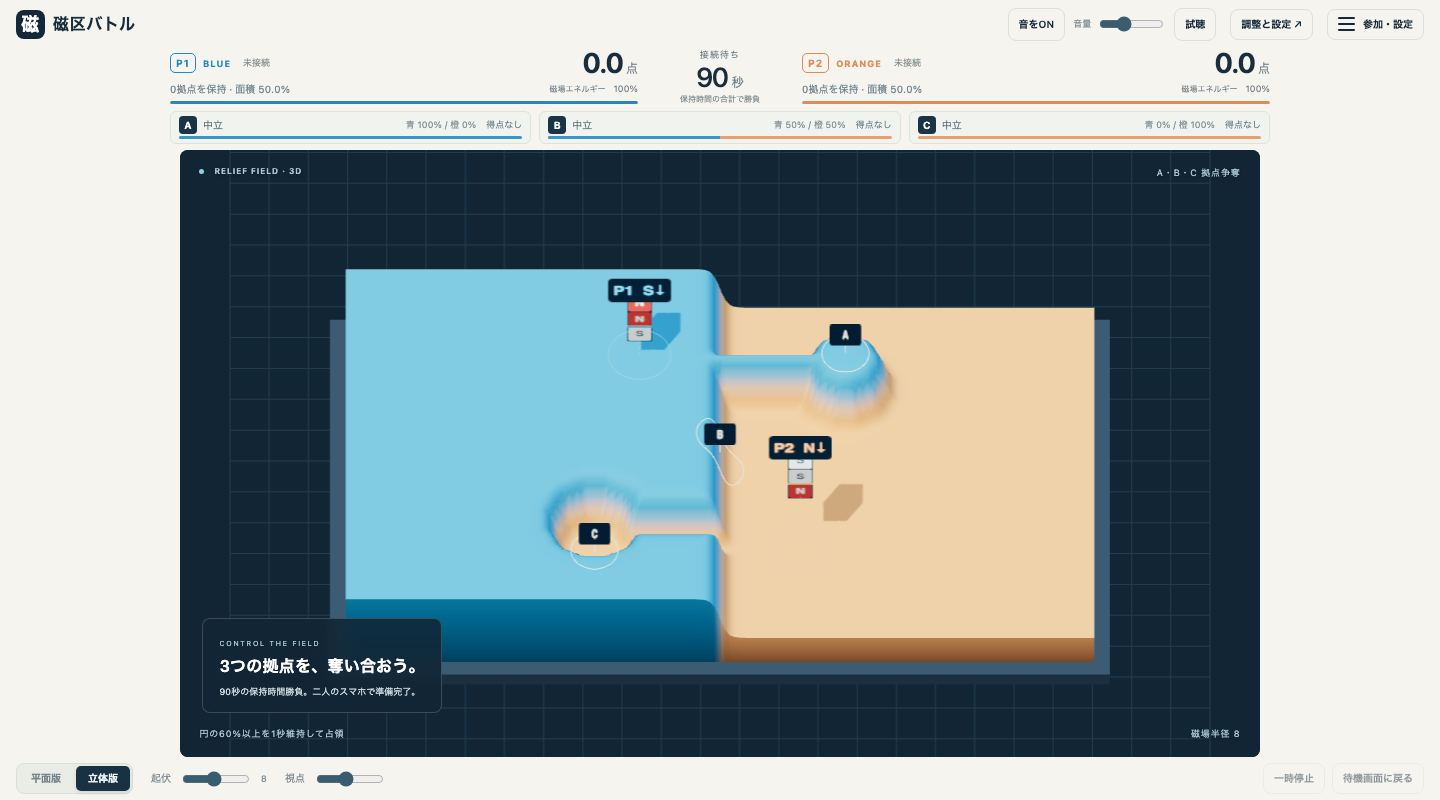 磁 磁区バトル
音をON 音量 試聴 調整と設定 ↗ 参加・設定
P1 BLUE 未接続 0.0 点
0拠点を保持 · 面積 50.0% 磁場エネルギー 100%
接続待ち
90 秒
保持時間の合計で勝負
P2 ORANGE 未接続 0.0 点
0拠点を保持 · 面積 50.0% 磁場エネルギー 100%
A 中立 青 100% / 橙 0% 得点なし
B 中立 青 50% / 橙 50% 得点なし
C 中立 青 0% / 橙 100% 得点なし
RELIEF FIELD · 3D
A・B・C 拠点争奪
P1 S↓
N
N
S
A
B
P2 N↓
S
S
N
C
CONTROL THE FIELD
3つの拠点を、奪い合おう。
90秒の保持時間勝負。二人のスマホで準備完了。
円の60%以上を1秒維持して占領
磁場半径 8
平面版 立体版 起伏 8 視点
一時停止 待機画面に戻る